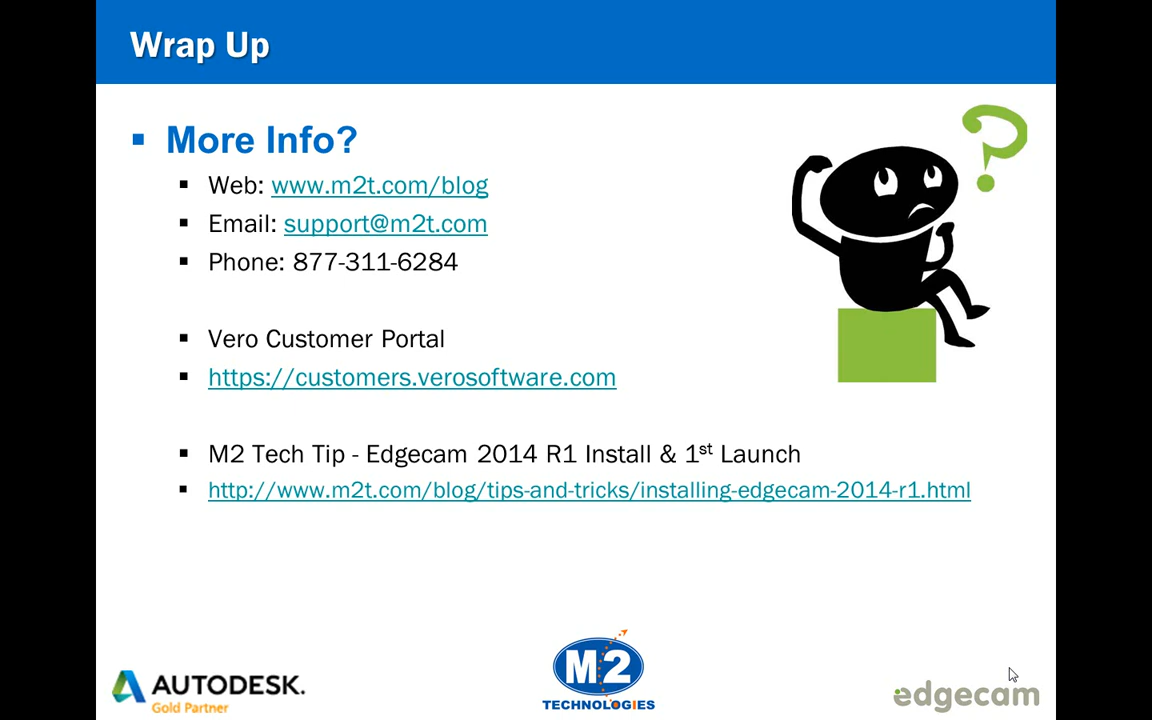 Wrap Up
More Info?
Web: www.m2t.com/blog
Email: support@m2t.com
Phone: 877-311-6284
Vero Customer Portal
https://customers.verosoftware.com
M2 Tech Tip - Edgecam 2014 R1 Install & 1st Launch
http://www.m2t.com/blog/tips-and-tricks/installing-edgecam-2014-r1.html
AUTODESK.
Gold Partner
M2
TECHNOLOGIES
edgecam